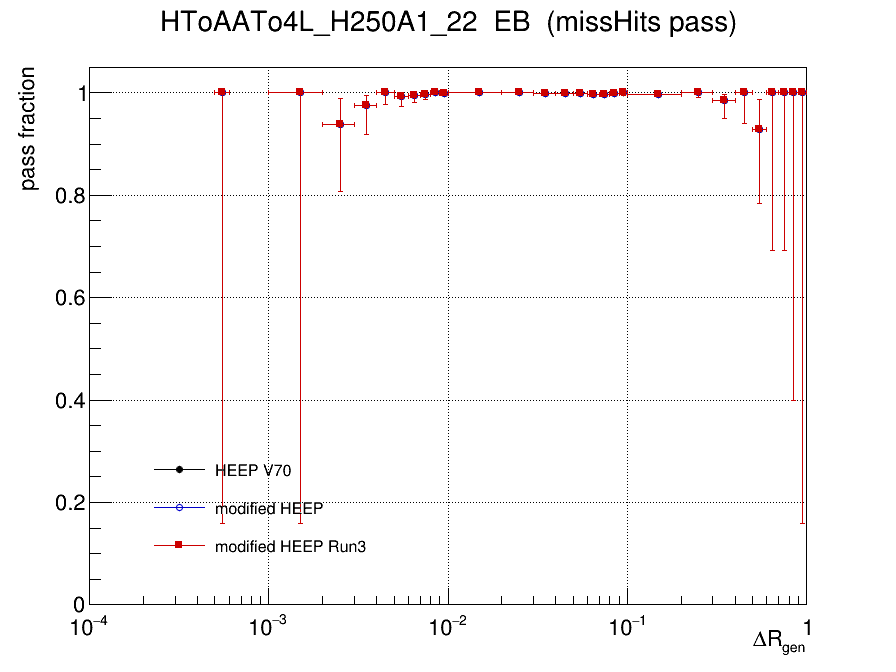 HToAATo4L_H250A1_22 EB (missHits pass)
pass fraction
1
0.8
0.6
0.4
0.2
0
HEEP V70
modified HEEP
modified HEEP Run3
10⁻⁴ 10⁻³ 10⁻² 10⁻¹ 1
ΔR_gen